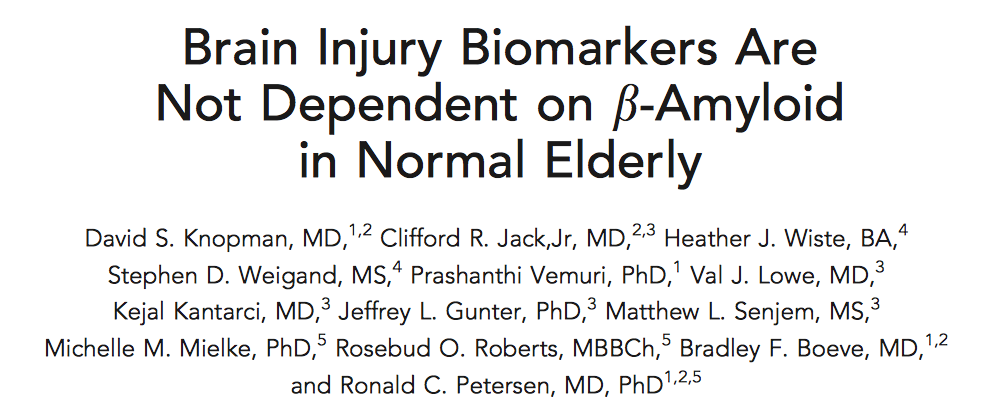 Brain Injury Biomarkers Are
Not Dependent on β-Amyloid
in Normal Elderly
David S. Knopman, MD,1,2 Clifford R. Jack,Jr, MD,2,3 Heather J. Wiste, BA,4
Stephen D. Weigand, MS,4 Prashanthi Vemuri, PhD,1 Val J. Lowe, MD,3
Kejal Kantarci, MD,3 Jeffrey L. Gunter, PhD,3 Matthew L. Senjem, MS,3
Michelle M. Mielke, PhD,5 Rosebud O. Roberts, MBBCh,5 Bradley F. Boeve, MD,1,2
and Ronald C. Petersen, MD, PhD1,2,5